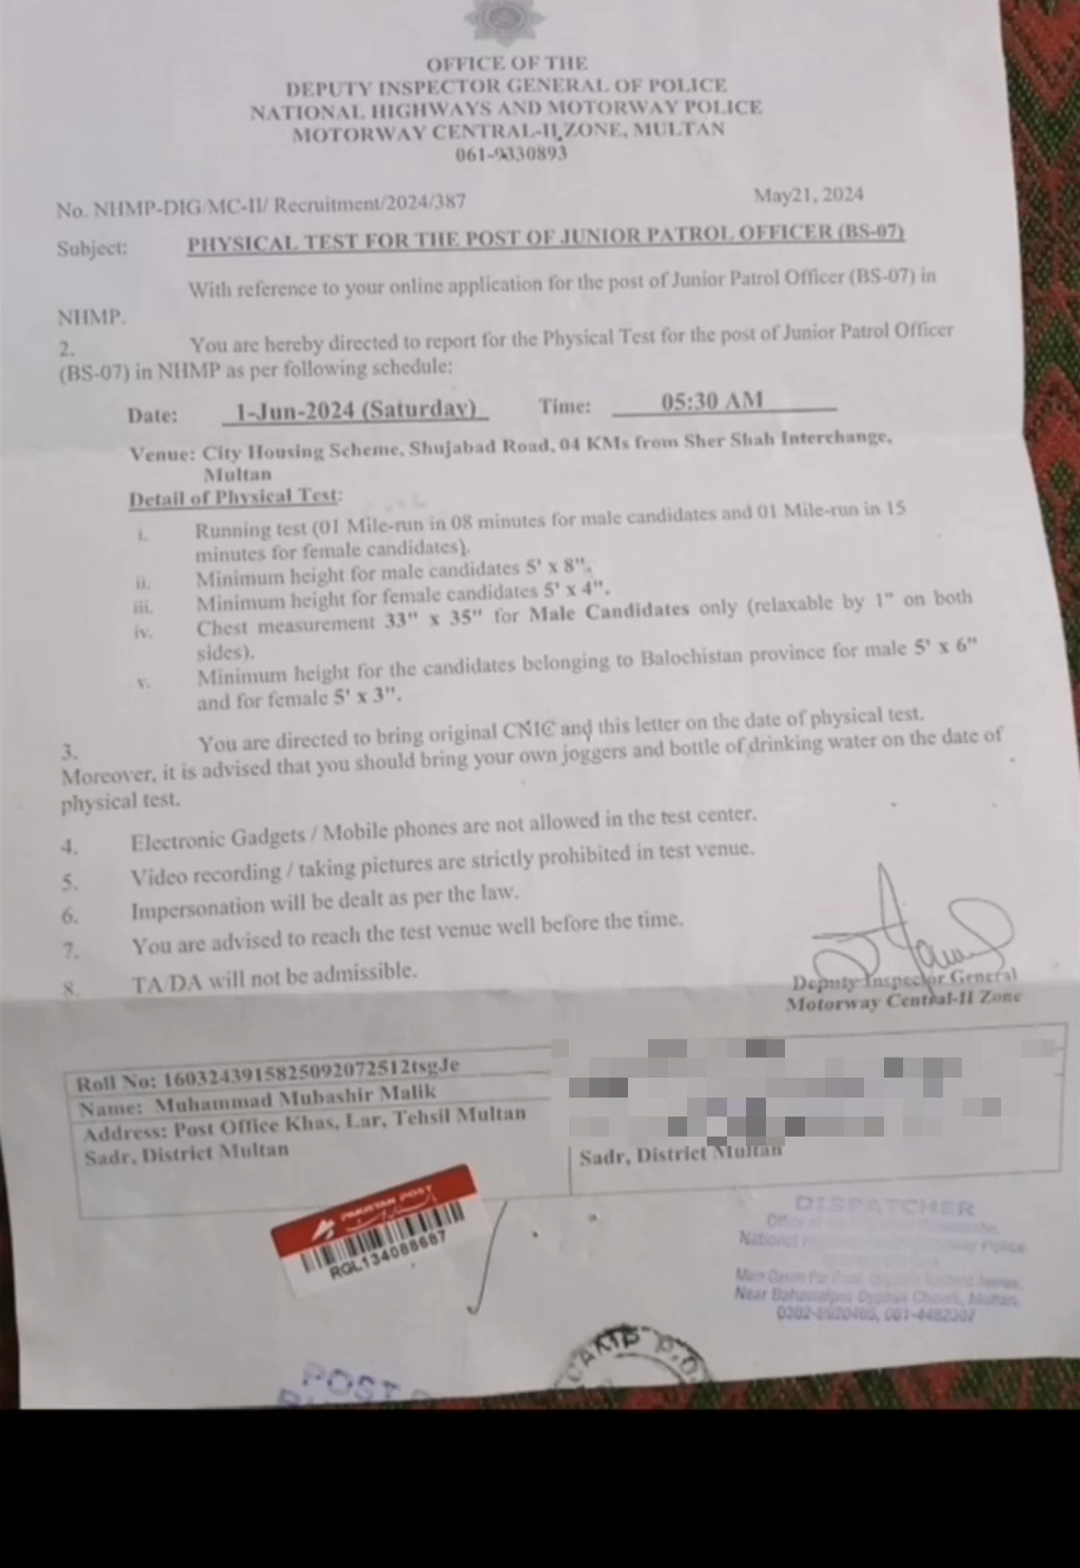 OFFICE OF THE
DEPUTY INSPECTOR GENERAL OF POLICE
NATIONAL HIGHWAYS AND MOTORWAY POLICE
MOTORWAY CENTRAL-II, ZONE, MULTAN
061-9330893
No. NHMP-DIG/MC-II/ Recruitment/2024/387
May21, 2024
Subject: PHYSICAL TEST FOR THE POST OF JUNIOR PATROL OFFICER (BS-07)
With reference to your online application for the post of Junior Patrol Officer (BS-07) in
NHMP.
2. You are hereby directed to report for the Physical Test for the post of Junior Patrol Officer
(BS-07) in NHMP as per following schedule:
Date: 1-Jun-2024 (Saturday) Time: 05:30 AM
Venue: City Housing Scheme, Shujabad Road, 04 KMs from Sher Shah Interchange,
Multan
Detail of Physical Test:
i. Running test (01 Mile-run in 08 minutes for male candidates and 01 Mile-run in 15
minutes for female candidates).
ii. Minimum height for male candidates 5' x 8".
iii. Minimum height for female candidates 5' x 4".
iv. Chest measurement 33" x 35" for Male Candidates only (relaxable by 1" on both
sides).
v. Minimum height for the candidates belonging to Balochistan province for male 5' x 6"
and for female 5' x 3".
3. You are directed to bring original CNIC and this letter on the date of physical test.
Moreover, it is advised that you should bring your own joggers and bottle of drinking water on the date of
physical test.
4. Electronic Gadgets / Mobile phones are not allowed in the test center.
5. Video recording / taking pictures are strictly prohibited in test venue.
6. Impersonation will be dealt as per the law.
7. You are advised to reach the test venue well before the time.
8. TA/DA will not be admissible.
Deputy Inspector General
Motorway Central-II Zone
Roll No: 1603243915825092072512tsgJe
Name: Muhammad Mubashir Malik
Address: Post Office Khas, Lar, Tehsil Multan
Sadr, District Multan
Sadr, District Multan
PAKISTAN POST
RGL134088687
DISPATCHER
National Police
Near Bahawalpur Chowk, Multan.
CAMP P.O
POST